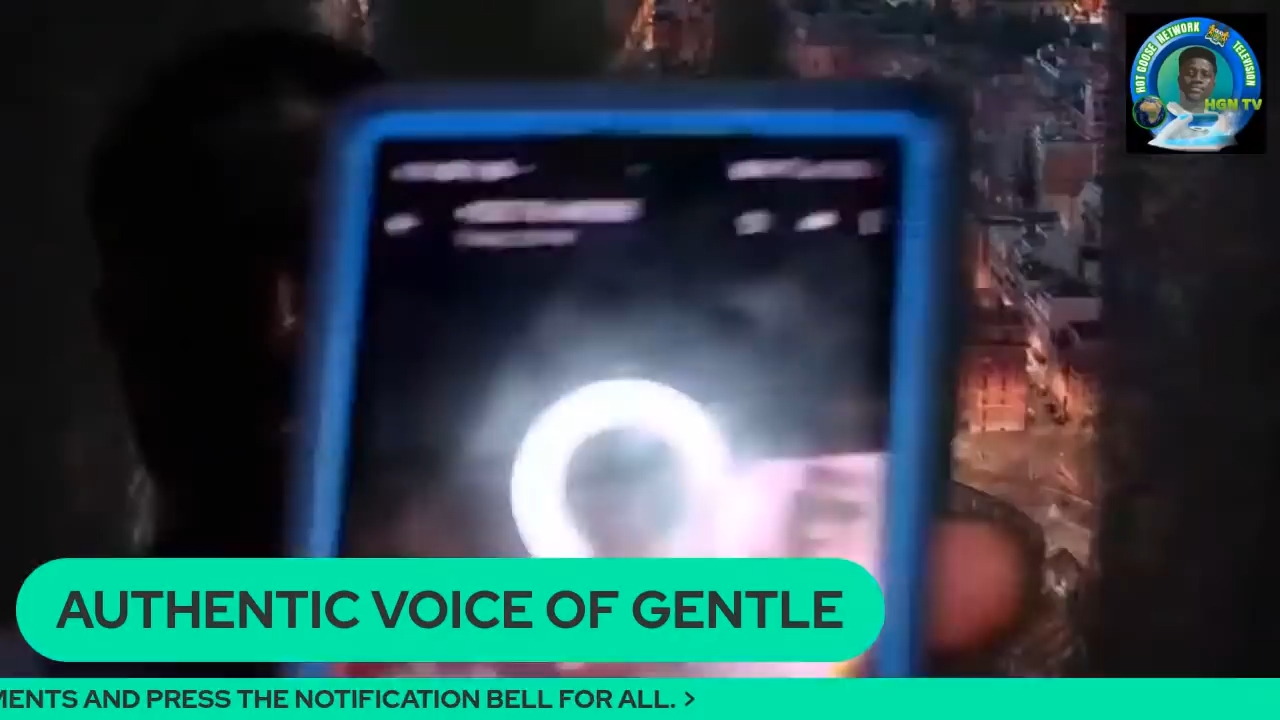 HOT GOOSE NETWORK TELEVISION
HGN TV
AUTHENTIC VOICE OF GENTLE
MENTS AND PRESS THE NOTIFICATION BELL FOR ALL. >